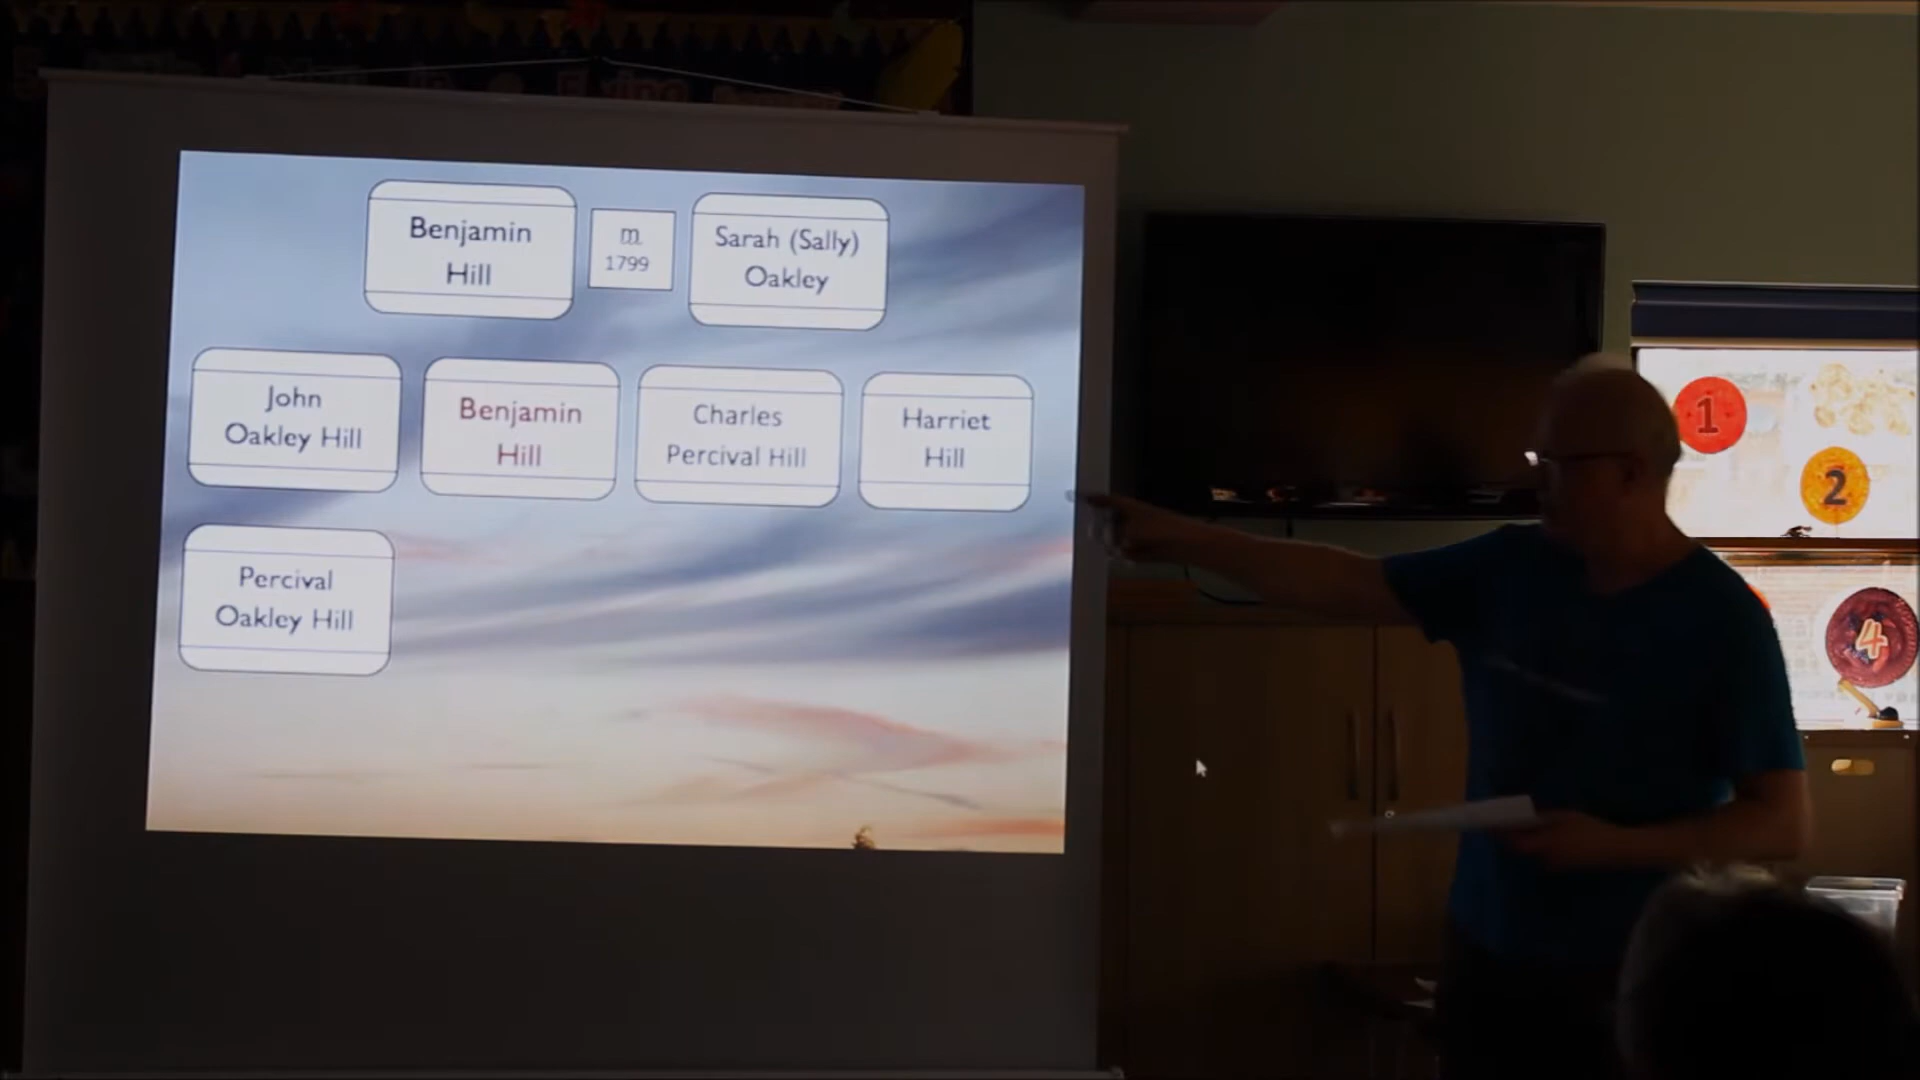 Benjamin
Hill
m.
1799
Sarah (Sally)
Oakley
John
Oakley Hill
Benjamin
Hill
Charles
Percival Hill
Harriet
Hill
Percival
Oakley Hill
1
2
4